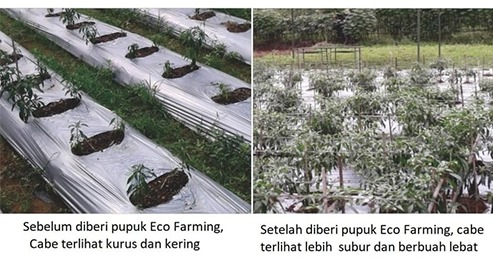 Sebelum diberi pupuk Eco Farming,
Cabe terlihat kurus dan kering
Setelah diberi pupuk Eco Farming, cabe
terlihat lebih subur dan berbuah lebat